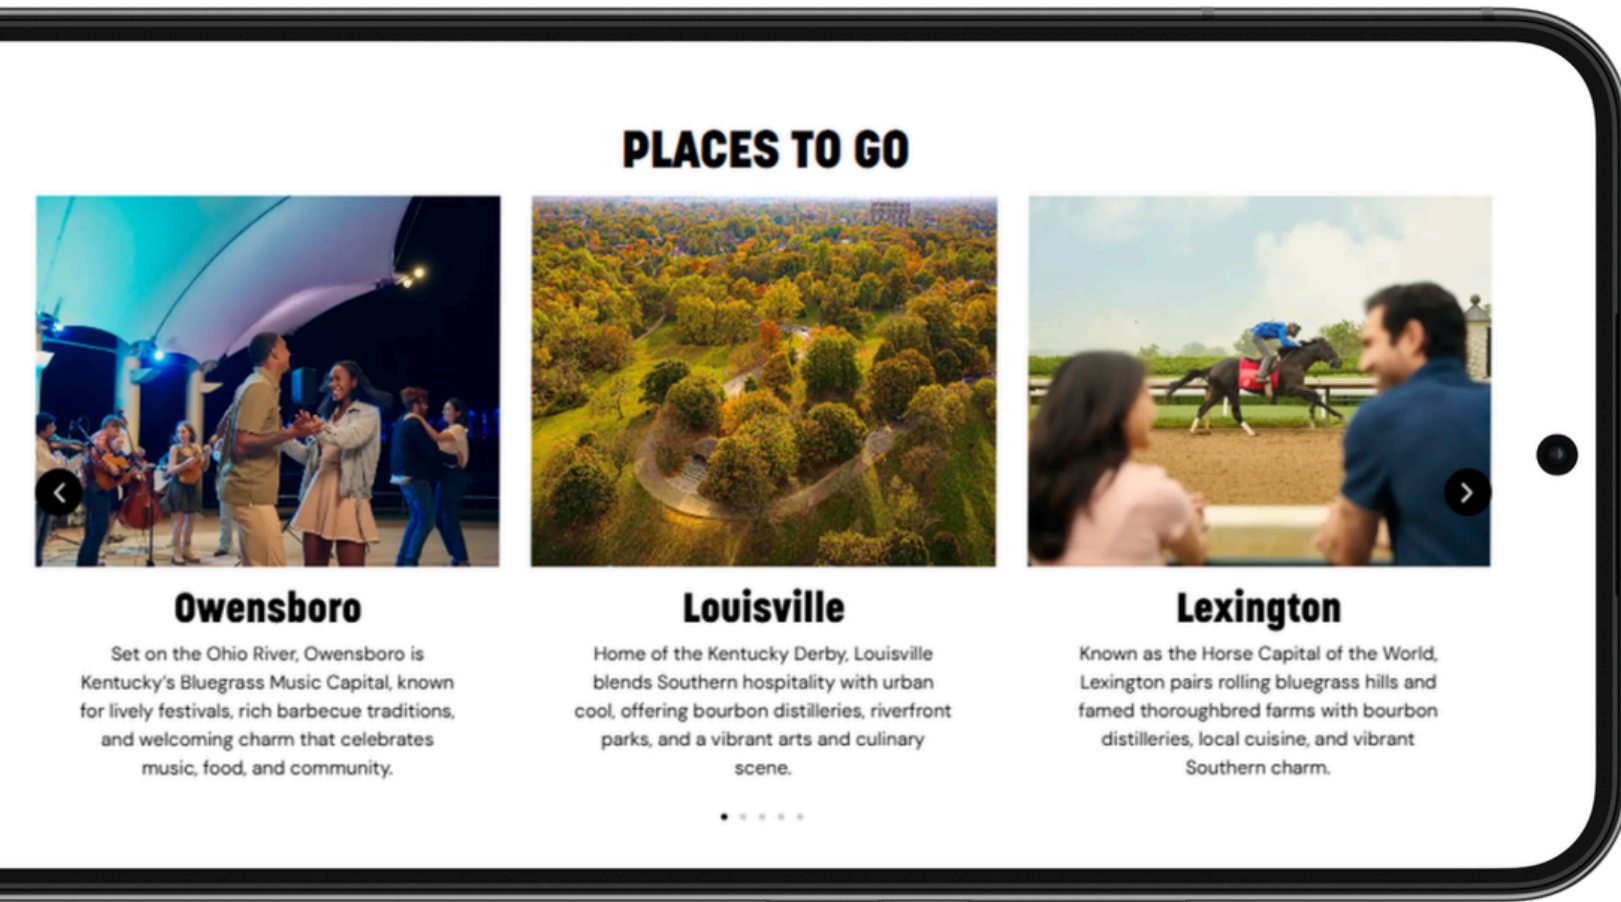 PLACES TO GO
Owensboro
Set on the Ohio River, Owensboro is
Kentucky's Bluegrass Music Capital, known
for lively festivals, rich barbecue traditions,
and welcoming charm that celebrates
music, food, and community.
Louisville
Home of the Kentucky Derby, Louisville
blends Southern hospitality with urban
cool, offering bourbon distilleries, riverfront
parks, and a vibrant arts and culinary
scene.
Lexington
Known as the Horse Capital of the World,
Lexington pairs rolling bluegrass hills and
famed thoroughbred farms with bourbon
distilleries, local cuisine, and vibrant
Southern charm.